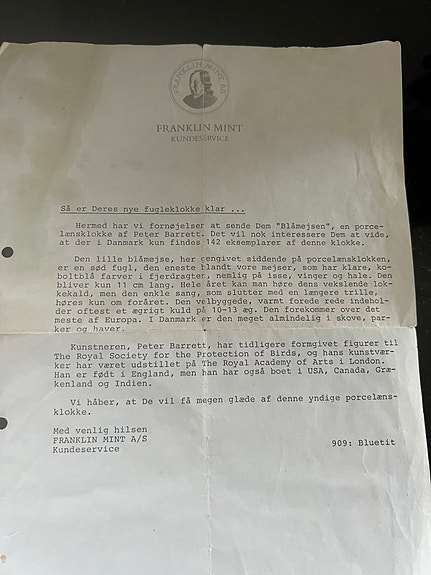 FRANKLIN MINT A/S
FRANKLIN MINT
KUNDESERVICE
Så er Deres nye fugleklokke klar ...
Hermed har vi fornøjelsen at sende Dem "Blåmejsen", en porce-
lænsklokke af Peter Barrett. Det vil nok interessere Dem at vide,
at der i Danmark kun findes 142 eksemplarer af denne klokke.
Den lille blåmejse, her gengivet siddende på porcelænsklokken,
er en sød fugl, den eneste blandt vore mejser, som har klare, ko-
boltblå farver i fjerdragten, nemlig på isse, vinger og hale. Den
bliver kun 11 cm lang. Hele året kan man høre dens vekslende lok-
kekald, men den enkle sang, som slutter med en længere trille,
høres kun om foråret. Den velbyggede, varmt forede rede indehol-
der oftest et ægrigt kuld på 10-13 æg. Den forekommer over det
meste af Europa. I Danmark er den meget almindelig i skove, par-
ker og haver.
Kunstneren, Peter Barrett, har tidligere formgivet figurer til
The Royal Society for the Protection of Birds, og hans kunstvær-
ker har været udstillet på The Royal Academy of Arts i London.
Han er født i England, men han har også boet i USA, Canada, Græ-
kenland og Indien.
Vi håber, at De vil få megen glæde af denne yndige porcelæns-
klokke.
Med venlig hilsen
FRANKLIN MINT A/S
Kundeservice
909: Bluetit